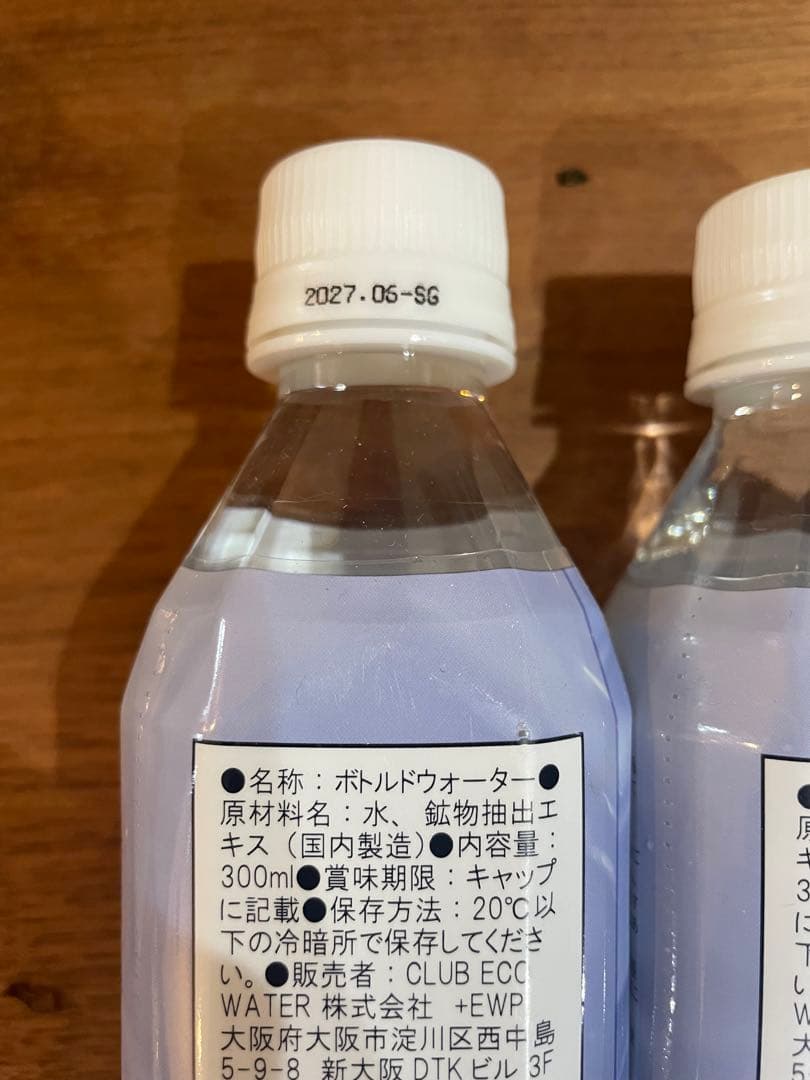 2027.06-SG
●名称：ボトルドウォーター●
原材料名：水、鉱物抽出エ
キス（国内製造）●内容量：
300ml●賞味期限：キャップ
に記載●保存方法：20℃以
下の冷暗所で保存してくださ
い。●販売者：CLUB ECO
WATER 株式会社 +EWP
大阪府大阪市淀川区西中島
5-9-8 新大阪 DTK ビル 3F